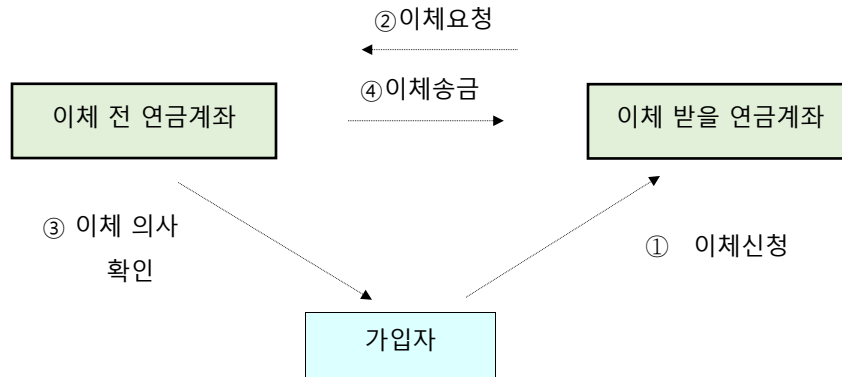 ②이체요청
이체 전 연금계좌
④이체송금
이체 받을 연금계좌
③ 이체 의사
확인
① 이체신청
가입자